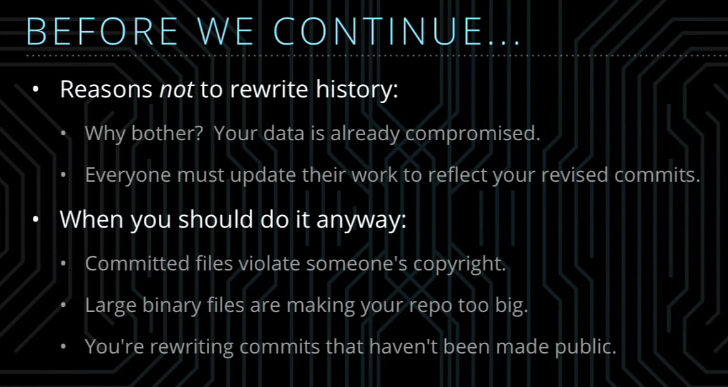 BEFORE WE CONTINUE...
• Reasons not to rewrite history:
• Why bother? Your data is already compromised.
• Everyone must update their work to reflect your revised commits.
• When you should do it anyway:
• Committed files violate someone's copyright.
• Large binary files are making your repo too big.
• You're rewriting commits that haven't been made public.